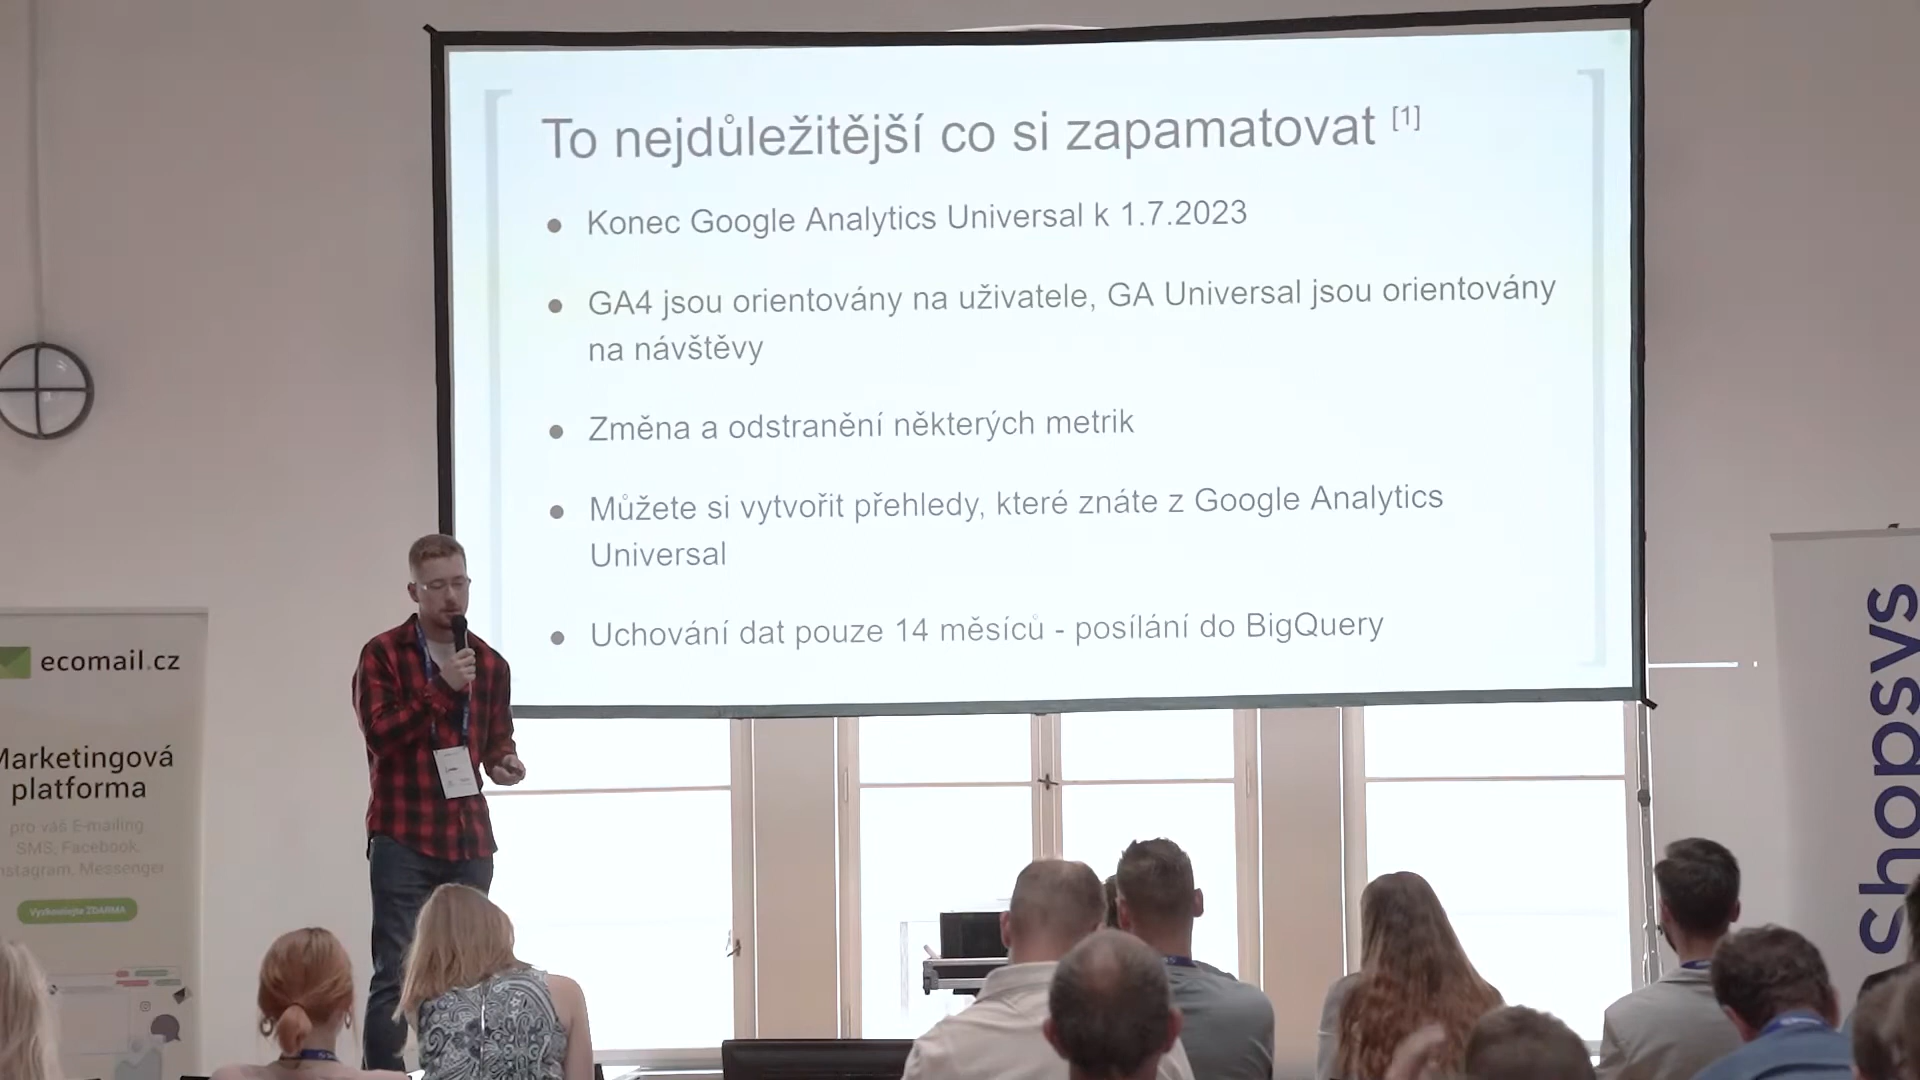 To nejdůležitější co si zapamatovat [1]
● Konec Google Analytics Universal k 1.7.2023
● GA4 jsou orientovány na uživatele, GA Universal jsou orientovány
na návštěvy
● Změna a odstranění některých metrik
● Můžete si vytvořit přehledy, které znáte z Google Analytics
Universal
● Uchování dat pouze 14 měsíců - posílání do BigQuery
ecomail.cz
Marketingová
platforma
pro váš E-mailing
SMS, Facebook,
Instagram, Messenger
Vyzkoušejte ZDARMA
shopsys